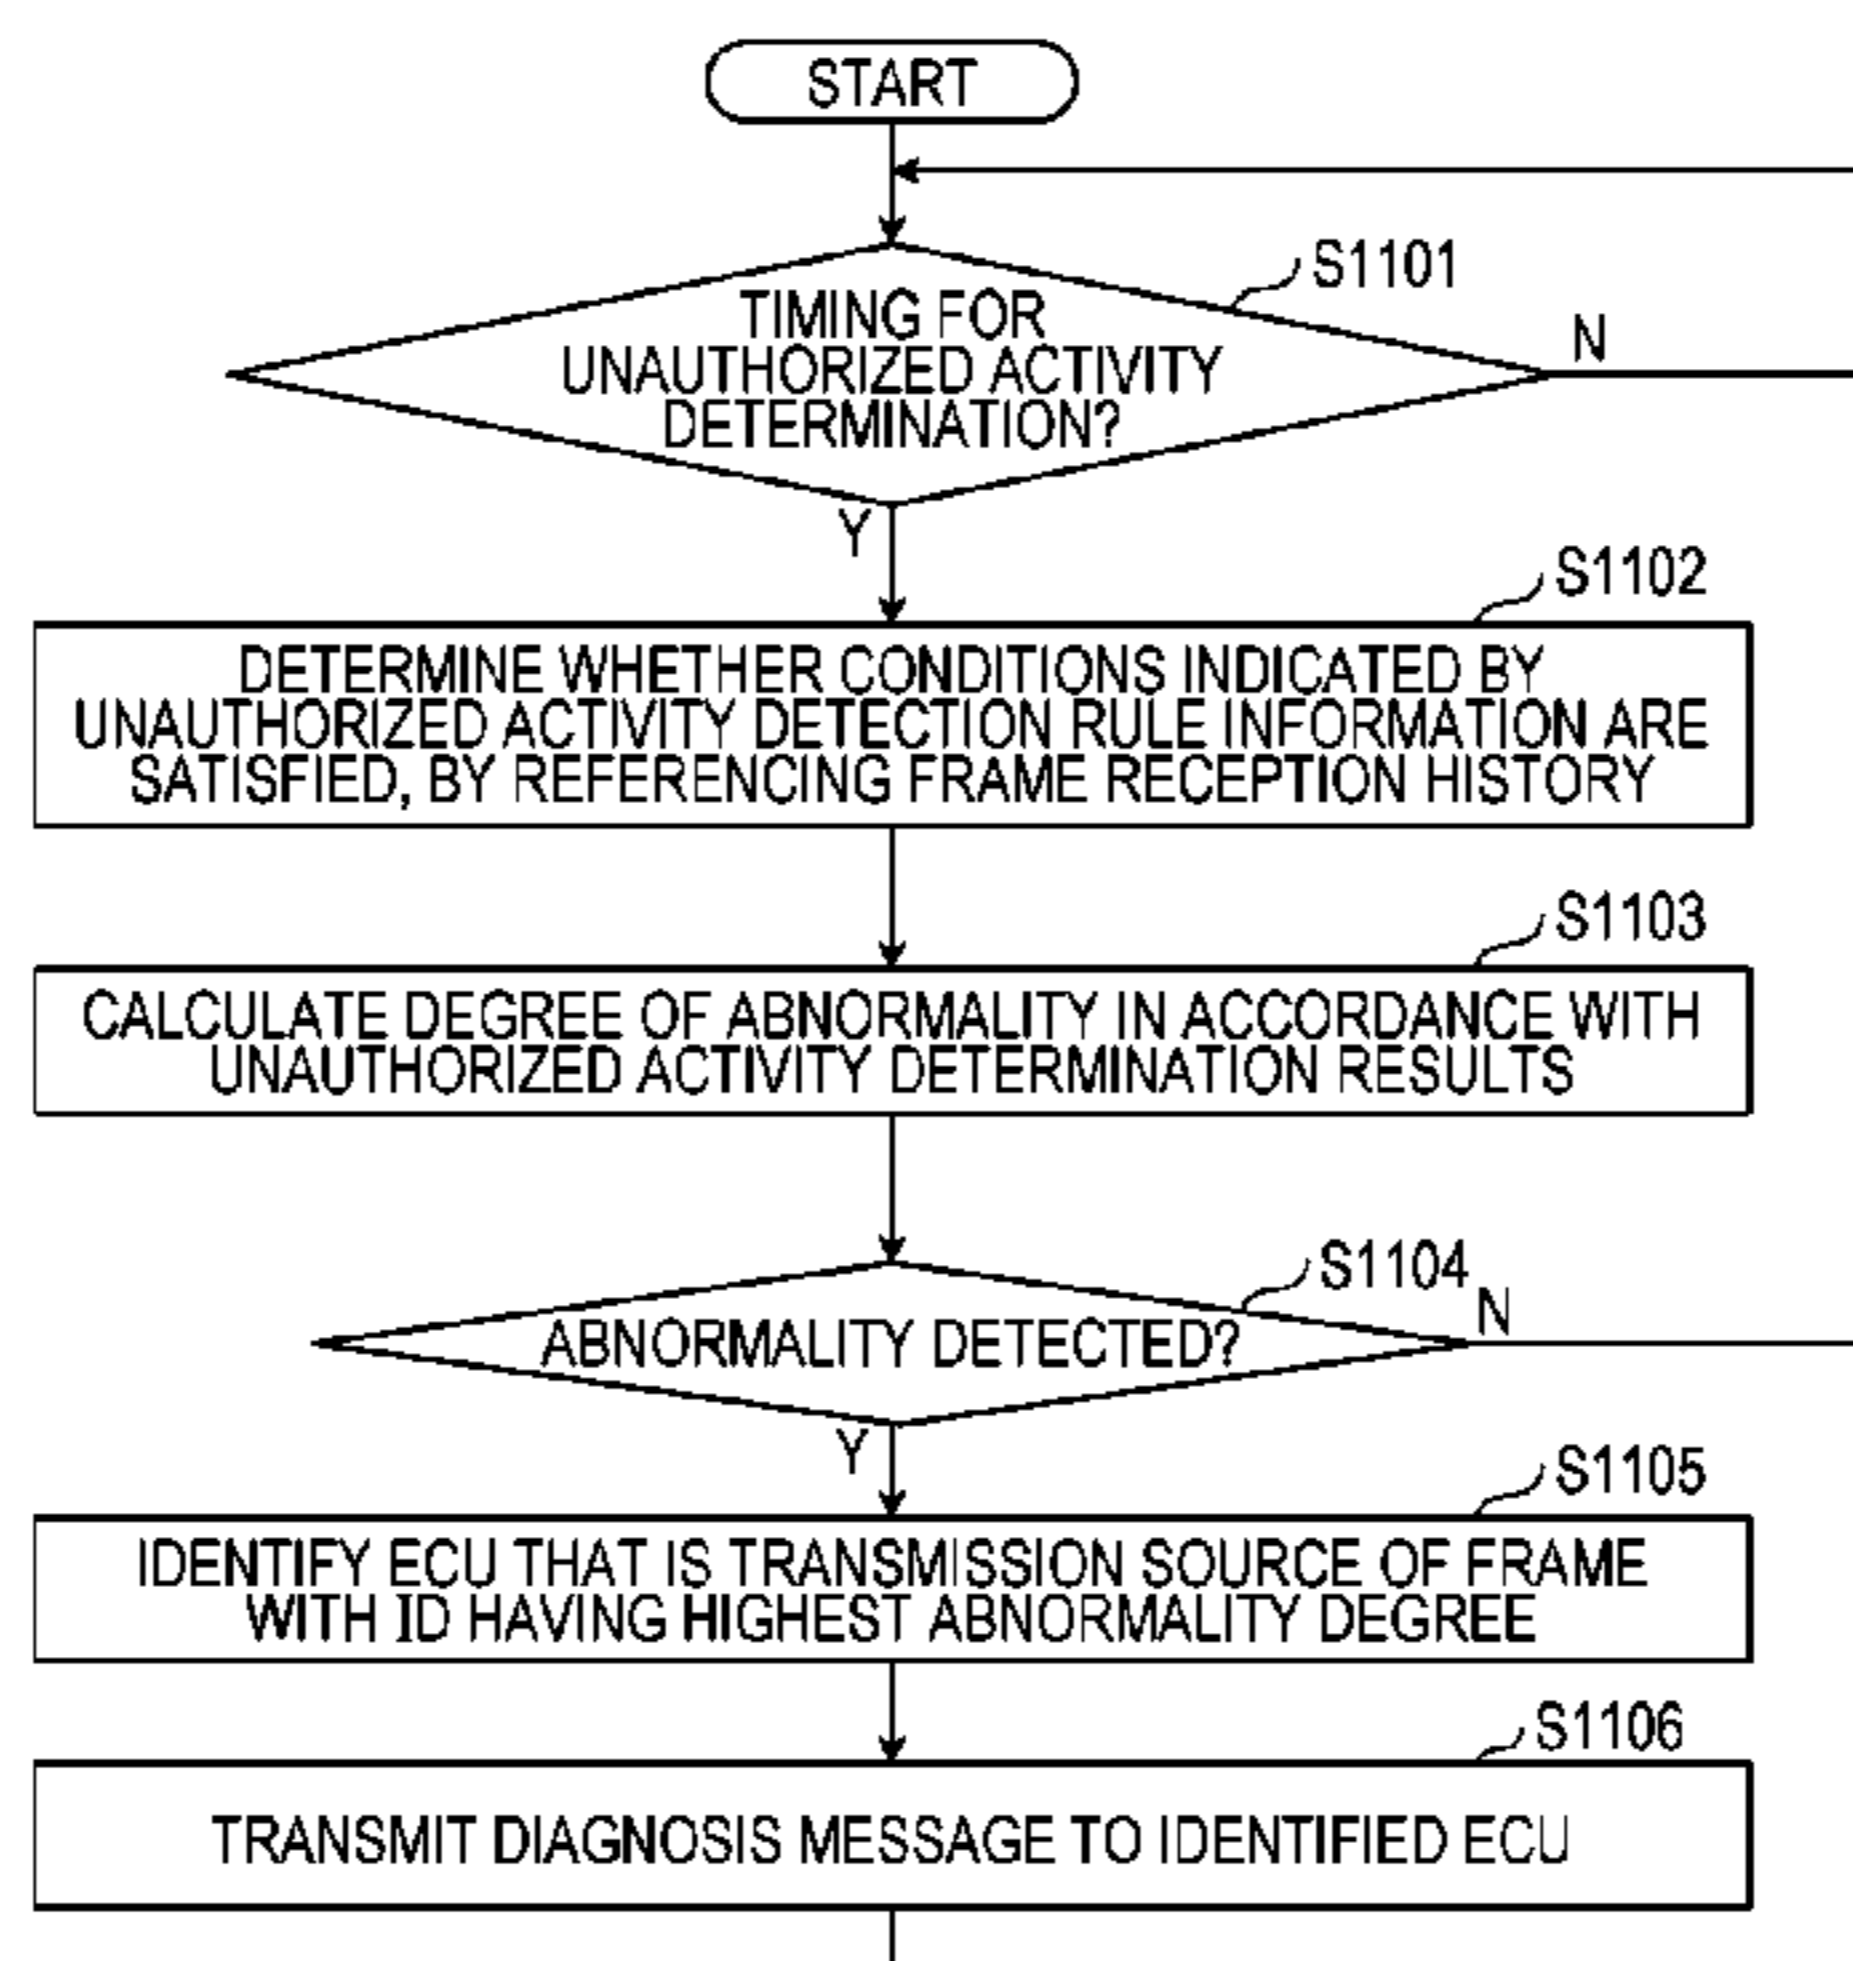 START
S1101
TIMING FOR
UNAUTHORIZED ACTIVITY
DETERMINATION?
N
Y
S1102
DETERMINE WHETHER CONDITIONS INDICATED BY
UNAUTHORIZED ACTIVITY DETECTION RULE INFORMATION ARE
SATISFIED, BY REFERENCING FRAME RECEPTION HISTORY
S1103
CALCULATE DEGREE OF ABNORMALITY IN ACCORDANCE WITH
UNAUTHORIZED ACTIVITY DETERMINATION RESULTS
S1104
ABNORMALITY DETECTED?
N
Y
S1105
IDENTIFY ECU THAT IS TRANSMISSION SOURCE OF FRAME
WITH ID HAVING HIGHEST ABNORMALITY DEGREE
S1106
TRANSMIT DIAGNOSIS MESSAGE TO IDENTIFIED ECU